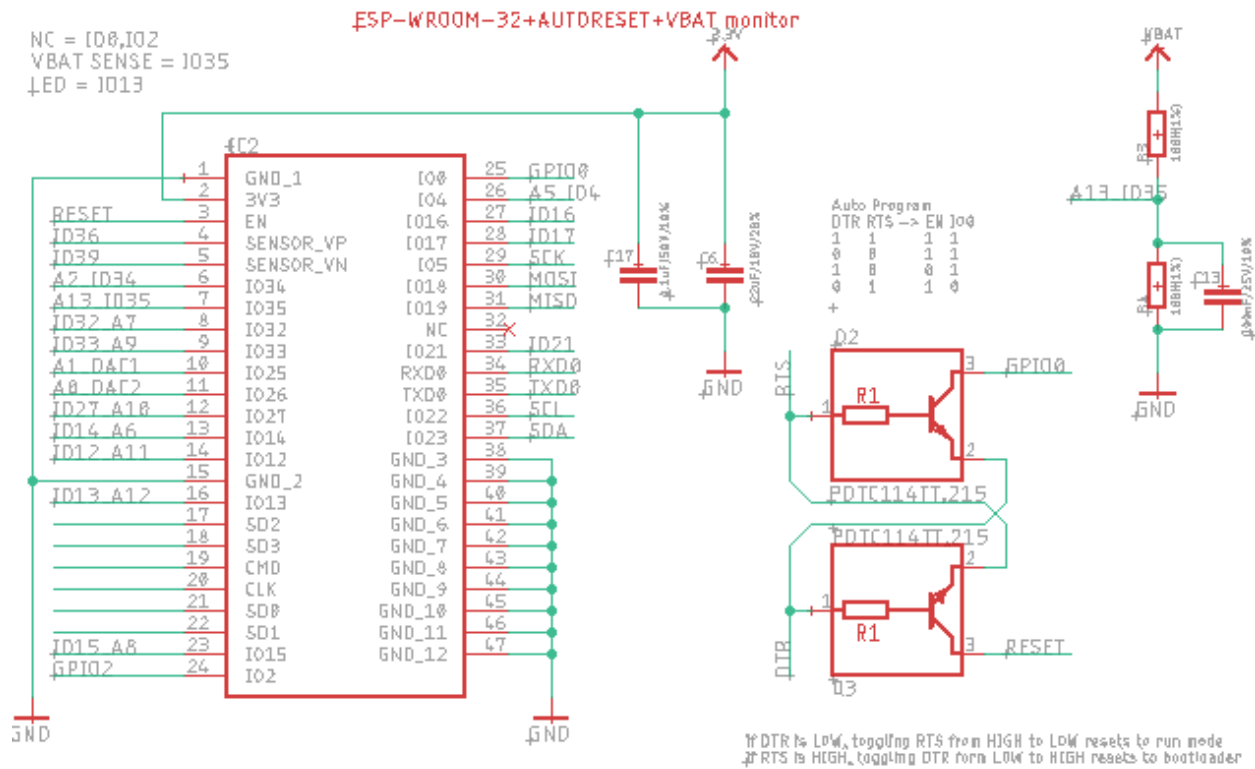 ESP-WROOM-32+AUTORESET+VBAT monitor
NC = IO0,IO2
VBAT SENSE = IO35
LED = IO13
3.3V
VBAT
IC2
1 GND_1
2 3V3
RESET 3 EN
IO36 4 SENSOR_VP
IO39 5 SENSOR_VN
A2_IO34 6 IO34
A13_IO35 7 IO35
IO32_A7 8 IO32
IO33_A9 9 IO33
A1_DAC1 10 IO25
A0_DAC2 11 IO26
IO27_A10 12 IO27
IO14_A6 13 IO14
IO12_A11 14 IO12
15 GND_2
IO13_A12 16 IO13
17 SD2
18 SD3
19 CMD
20 CLK
21 SD0
22 SD1
IO15_A8 23 IO15
GPIO2 24 IO2
IO0 25 GPIO0
IO4 26 A5_IO4
IO16 27 IO16
IO17 28 IO17
IO5 29 SCK
IO18 30 MOSI
IO19 31 MISO
NC 32
IO21 33 IO21
RXD0 34 RXD0
TXD0 35 TXD0
IO22 36 SCL
IO23 37 SDA
GND_3 38
GND_4 39
GND_5 40
GND_6 41
GND_7 42
GND_8 43
GND_9 44
GND_10 45
GND_11 46
GND_12 47
GND
GND
C17
C6
GND
Auto Program
DTR RTS –> EN IO0
1 1 1 1
0 0 1 1
1 0 0 1
0 1 1 0
Q2
RTS
1
R1
3
GPIO0
2
PDTC114TT,215
PDTC114TT,215
2
1
R1
3
RESET
DTR
Q3
R3
A13_IO35
C13
GND
If DTR is LOW, toggling RTS from HIGH to LOW resets to run mode
If RTS is HIGH, toggling DTR form LOW to HIGH resets to bootloader